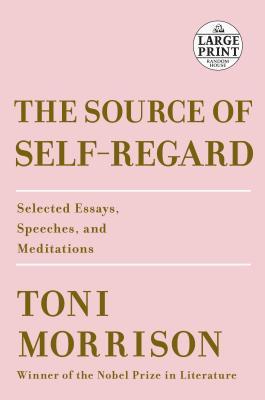 LARGE
PRINT
RANDOM HOUSE
THE SOURCE OF
SELF-REGARD
Selected Essays,
Speeches, and
Meditations
TONI
MORRISON
Winner of the Nobel Prize in Literature